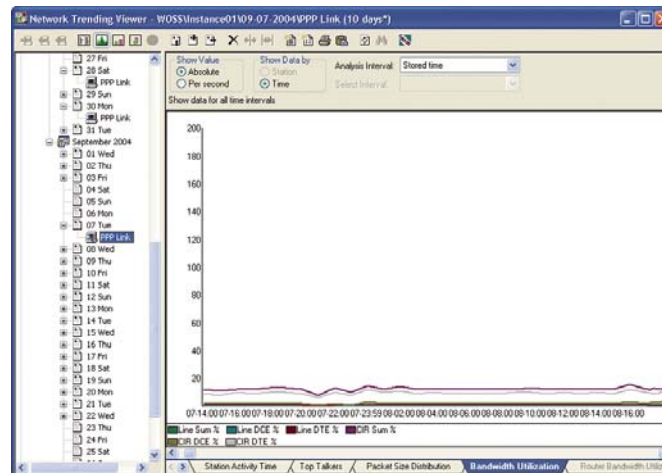 Network Trending Viewer - WOSS\Instance01\09-07-2004\PPP Link (10 days*)
27 Fri
28 Sat
PPP Link
29 Sun
30 Mon
PPP Link
31 Tue
September 2004
01 Wed
02 Thu
03 Fri
04 Sat
05 Sun
06 Mon
07 Tue
PPP Link
08 Wed
09 Thu
10 Fri
11 Sat
12 Sun
13 Mon
14 Tue
15 Wed
16 Thu
17 Fri
18 Sat
19 Sun
20 Mon
21 Tue
22 Wed
23 Thu
24 Fri
25 Sat
Show Value
Absolute
Per second
Show Data by
Station
Time
Analysis Interval: Stored time
Select Interval:
Show data for all time intervals
200
180
160
140
120
100
80
60
40
20
07-14:00 07-16:00 07-18:00 07-20:00 07-22:00 07-23:59 08-02:00 08-04:00 08-06:00 08-08:00 08-10:00 08-12:00 08-14:00 08-16:00
Line Sum % Line DCE % Line DTE % CIR Sum %
CIR DCE % CIR DTE %
Station Activity Time Top Talkers Packet Size Distribution Bandwidth Utilization Router Bandwidth Utiliz